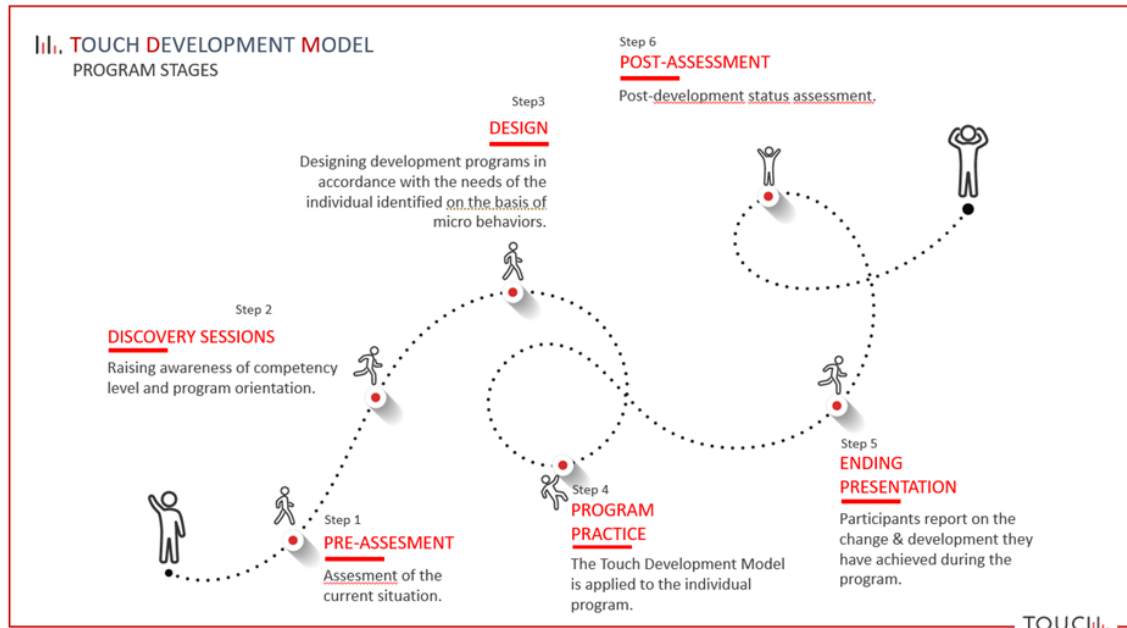 TOUCH DEVELOPMENT MODEL
PROGRAM STAGES
Step 1
PRE-ASSESMENT
Assesment of the
current situation.
Step 2
DISCOVERY SESSIONS
Raising awareness of competency
level and program orientation.
Step3
DESIGN
Designing development programs in
accordance with the needs of the
individual identified on the basis of
micro behaviors.
Step 4
PROGRAM
PRACTICE
The Touch Development Model
is applied to the individual
program.
Step 5
ENDING
PRESENTATION
Participants report on the
change & development they
have achieved during the
program.
Step 6
POST-ASSESSMENT
Post-development status assessment.
TOUCH